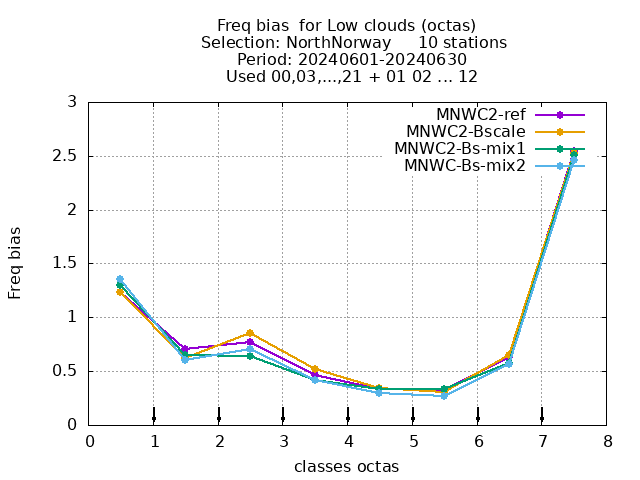 Freq bias  for Low clouds (octas)
Selection: NorthNorway     10 stations
Period: 20240601-20240630
Used 00,03,...,21 + 01 02 ... 12
MNWC2-ref
MNWC2-Bscale
MNWC2-Bs-mix1
MNWC-Bs-mix2
Freq bias
3
2.5
2
1.5
1
0.5
0
0 1 2 3 4 5 6 7 8
classes octas